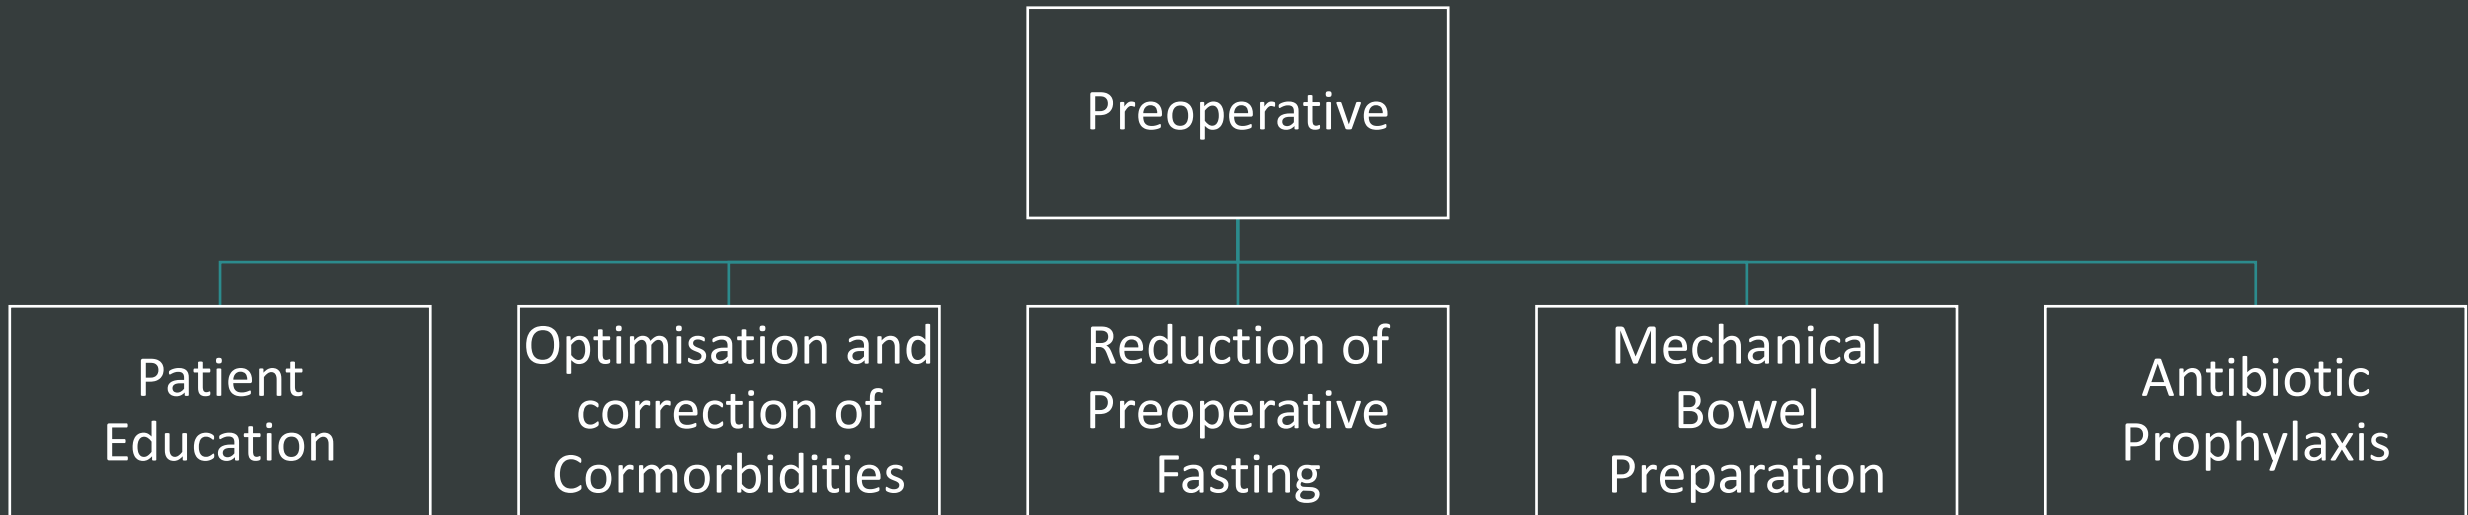 Preoperative
Patient
Education
Optimisation and
correction of
Cormorbidities
Reduction of
Preoperative
Fasting
Mechanical
Bowel
Preparation
Antibiotic
Prophylaxis